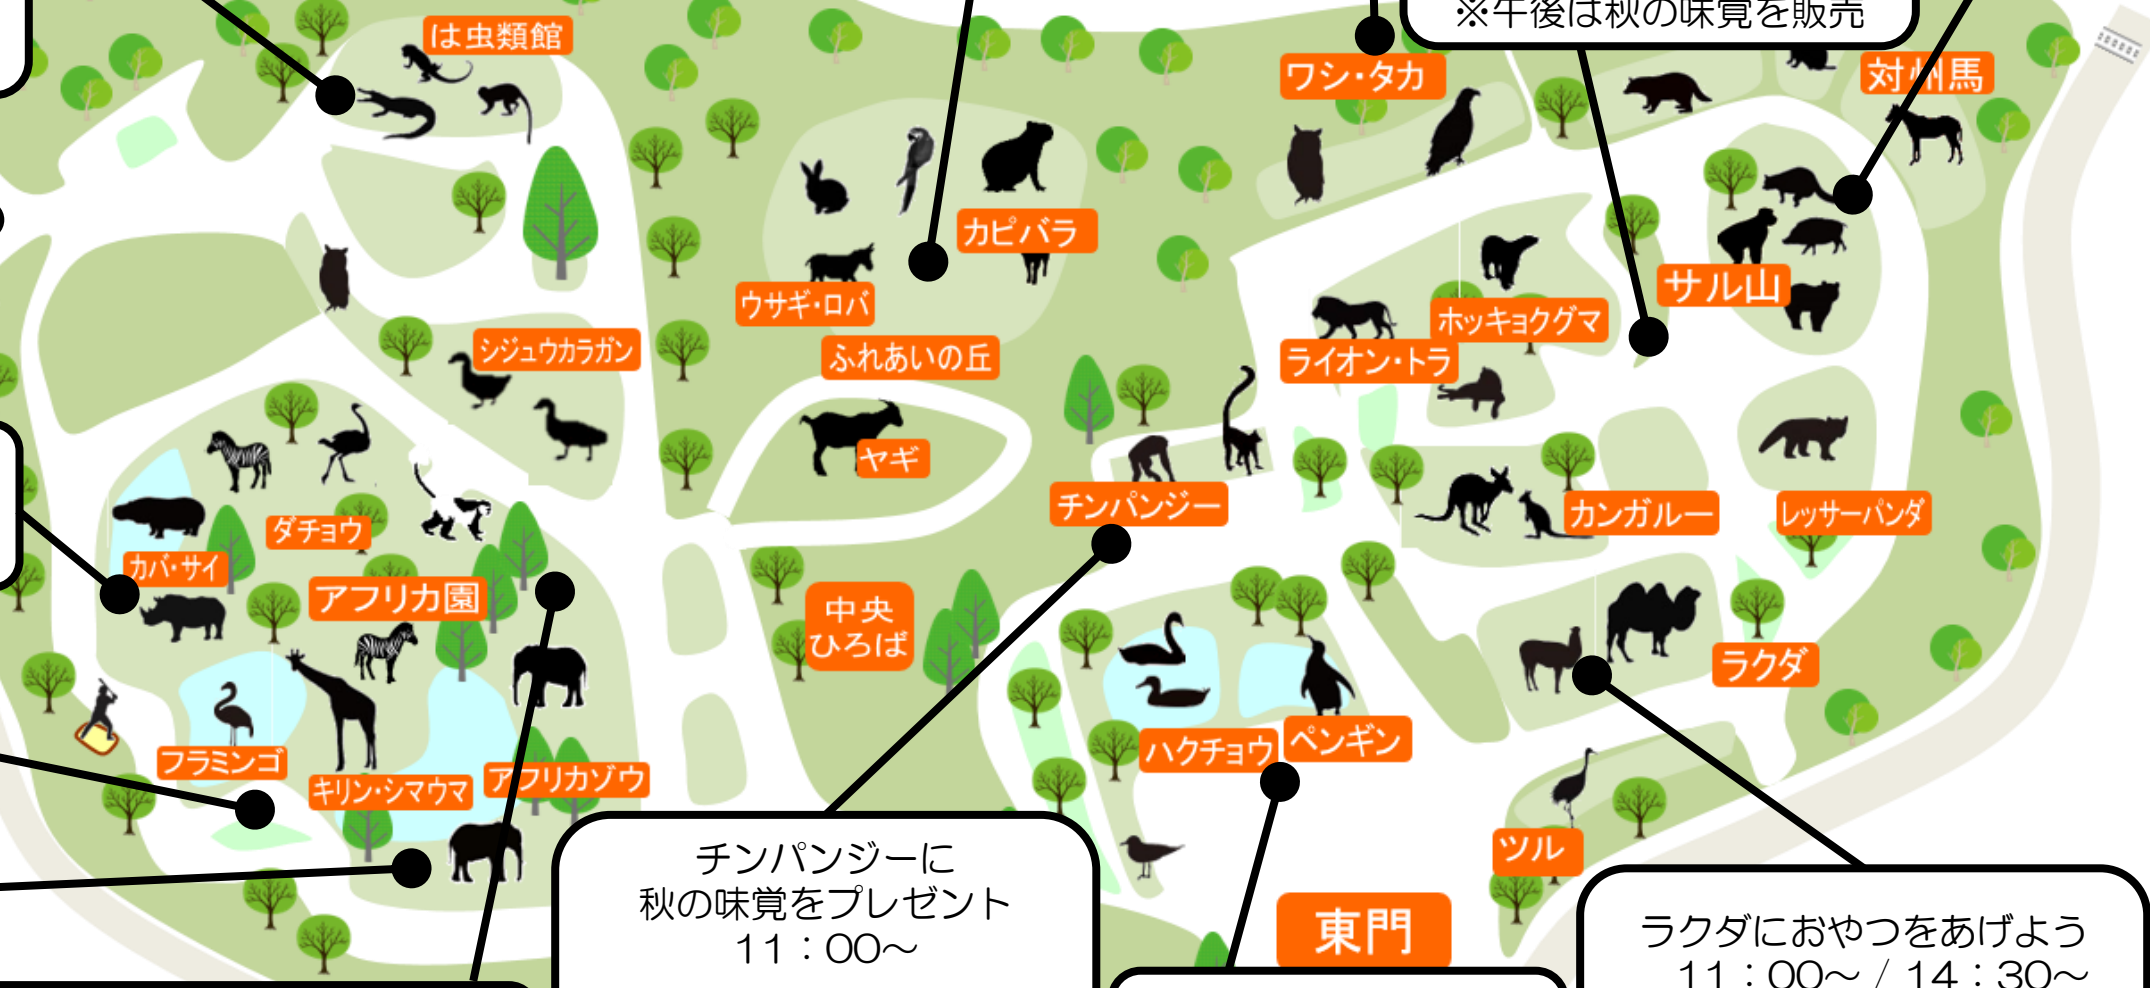 ※午後は秋の味覚を販売
は虫類館
ワシ・タカ
対州馬
カピバラ
ウサギ・ロバ
サル山
ホッキョクグマ
ライオン・トラ
シジュウカラガン
ふれあいの丘
ヤギ
チンパンジー
カンガルー
レッサーパンダ
ダチョウ
カバ・サイ
アフリカ園
中央
ひろば
ラクダ
ハクチョウ
ペンギン
フラミンゴ
キリン・シマウマ
アフリカゾウ
ツル
東門
チンパンジーに
秋の味覚をプレゼント
11：00～
ラクダにおやつをあげよう
11：00～ / 14：30～